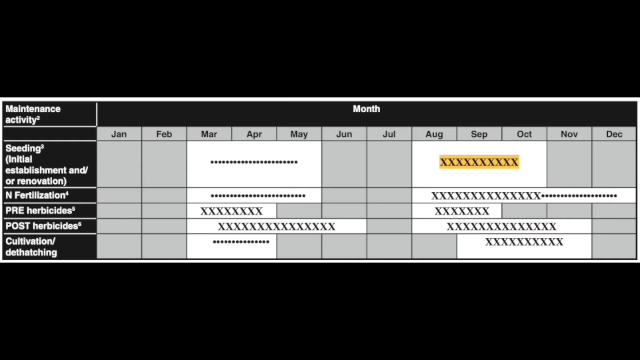 Maintenance activity² Month
Jan Feb Mar Apr May Jun Jul Aug Sep Oct Nov Dec
Seeding³
(Initial
establishment and/
or renovation) •••••••••••••••••••••••• XXXXXXXXXX
N Fertilization⁴ •••••••••••••••••••••••••• XXXXXXXXXXXXXX•••••••••••••••••••••
PRE herbicides⁵ XXXXXXXX XXXXXXX
POST herbicides⁵ XXXXXXXXXXXXXXX XXXXXXXXXXXXXX
Cultivation/
dethatching •••••••••••••••• XXXXXXXXXX